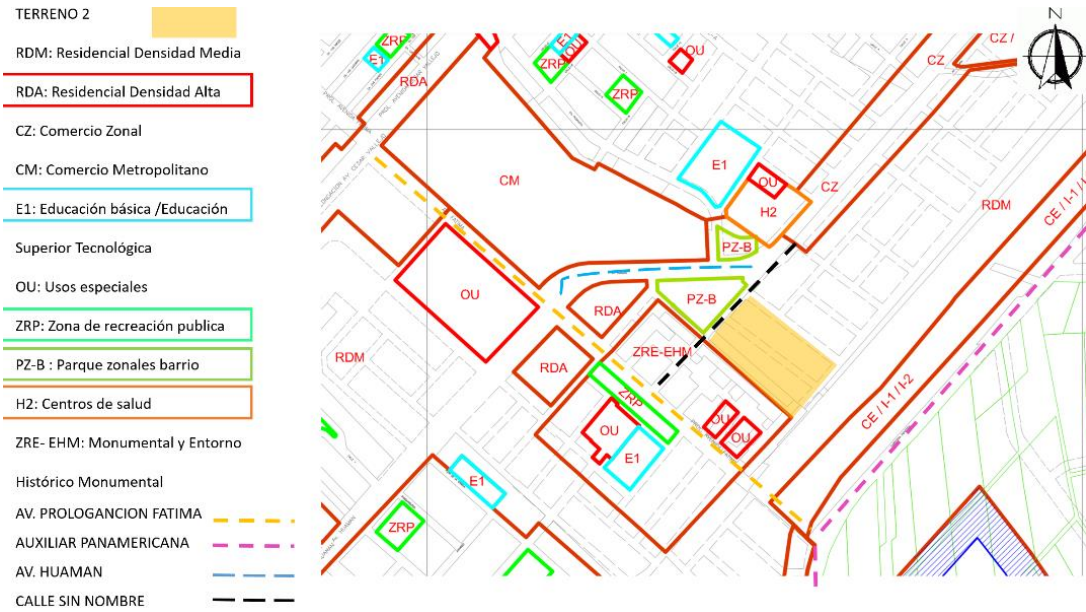 TERRENO 2
RDM: Residencial Densidad Media
RDA: Residencial Densidad Alta
CZ: Comercio Zonal
CM: Comercio Metropolitano
E1: Educación básica /Educación
Superior Tecnológica
OU: Usos especiales
ZRP: Zona de recreación publica
PZ-B : Parque zonales barrio
H2: Centros de salud
ZRE- EHM: Monumental y Entorno
Histórico Monumental
AV. PROLOGANCION FATIMA
AUXILIAR PANAMERICANA
AV. HUAMAN
CALLE SIN NOMBRE
N
ZRP
E1
RDA
E1
OU
ZRP
OU
ZRP
CZ /
CZ
E1
OU
CZ
H2
CM
RDM
CE / I-1 /
PZ-B
OU
PZ-B
RDA
RDM
RDA
ZRE-EHM
ZRP
CE / I-1 / I-2
OU
OU
OU
E1
E1
ZRP